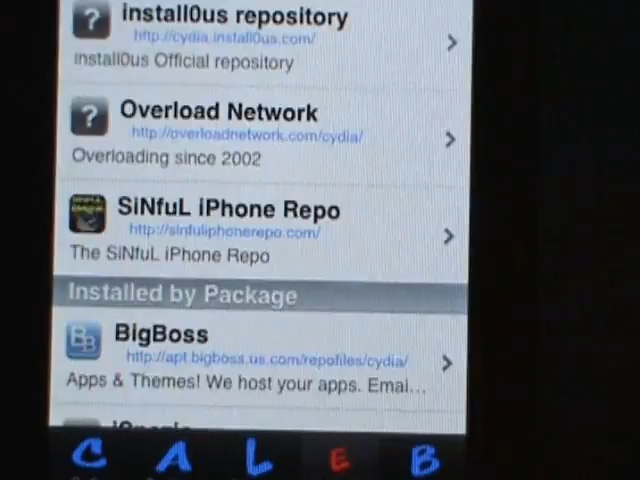 install0us repository
http://cydia.install0us.com/
install0us Official repository
Overload Network
http://overloadnetwork.com/cydia/
Overloading since 2002
SiNfuL iPhone Repo
http://sinfuliphonerepo.com/
The SiNfuL iPhone Repo
Installed by Package
BigBoss
http://apt.bigboss.us.com/repofiles/cydia/
Apps & Themes! We host your apps. Emai...
C A L E B